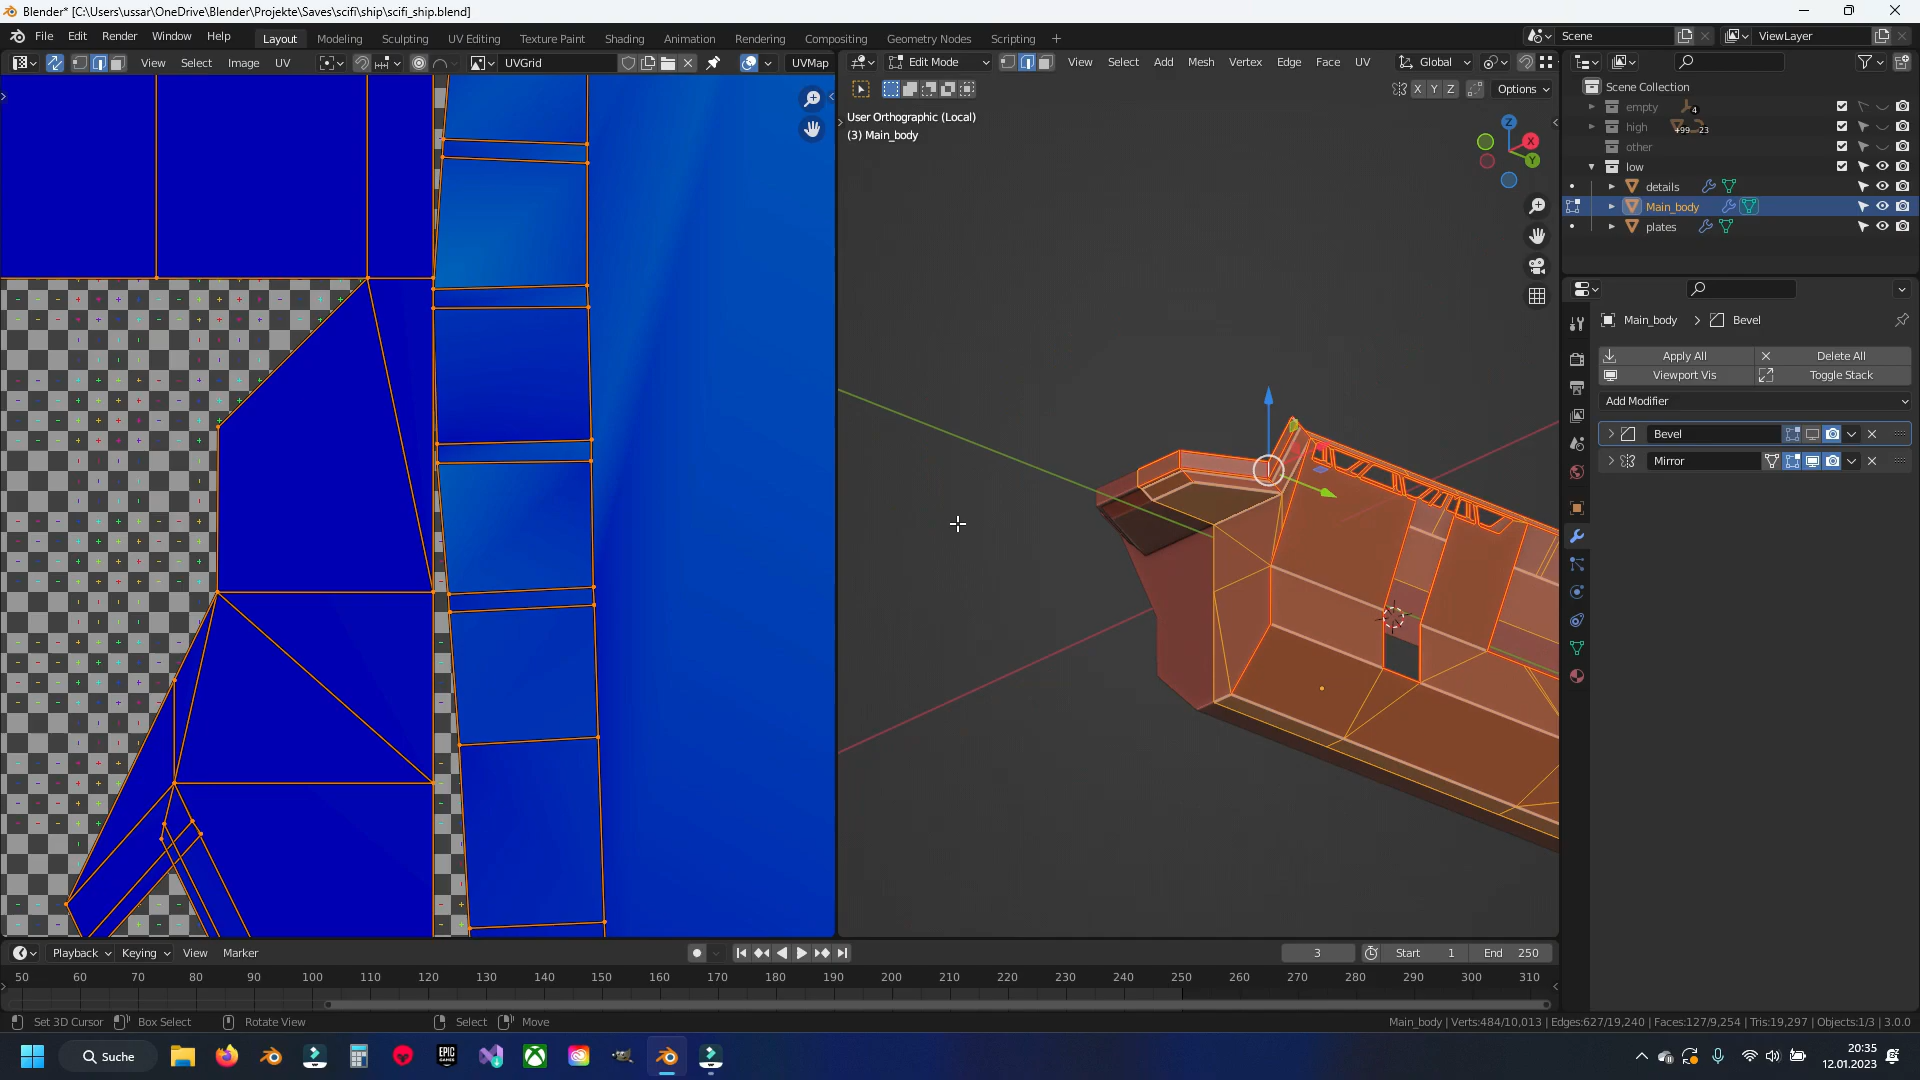 Blender* [C:\Users\ussar\OneDrive\Blender\Projekte\Saves\scifi\ship\scifi_ship.blend]
File Edit Render Window Help Layout Modeling Sculpting UV Editing Texture Paint Shading Animation Rendering Compositing Geometry Nodes Scripting + Scene ViewLayer
View Select Image UV UVGrid UVMap Edit Mode View Select Add Mesh Vertex Edge Face UV Global
X Y Z Options
User Orthographic (Local)
(3) Main_body
Z
X
Y
Scene Collection
empty 4
high +99 23
other
low
details
Main_body
plates
Main_body > Bevel
Apply All Delete All
Viewport Vis Toggle Stack
Add Modifier
Bevel
Mirror
Playback Keying View Marker 3 Start 1 End 250
50 60 70 80 90 100 110 120 130 140 150 160 170 180 190 200 210 220 230 240 250 260 270 280 290 300 310
Set 3D Cursor Box Select Rotate View Select Move Main_body | Verts:484/10,013 | Edges:627/19,240 | Faces:127/9,254 | Tris:19,297 | Objects:1/3 | 3.0.0
Suche EPIC GAMES 20:35
12.01.2023